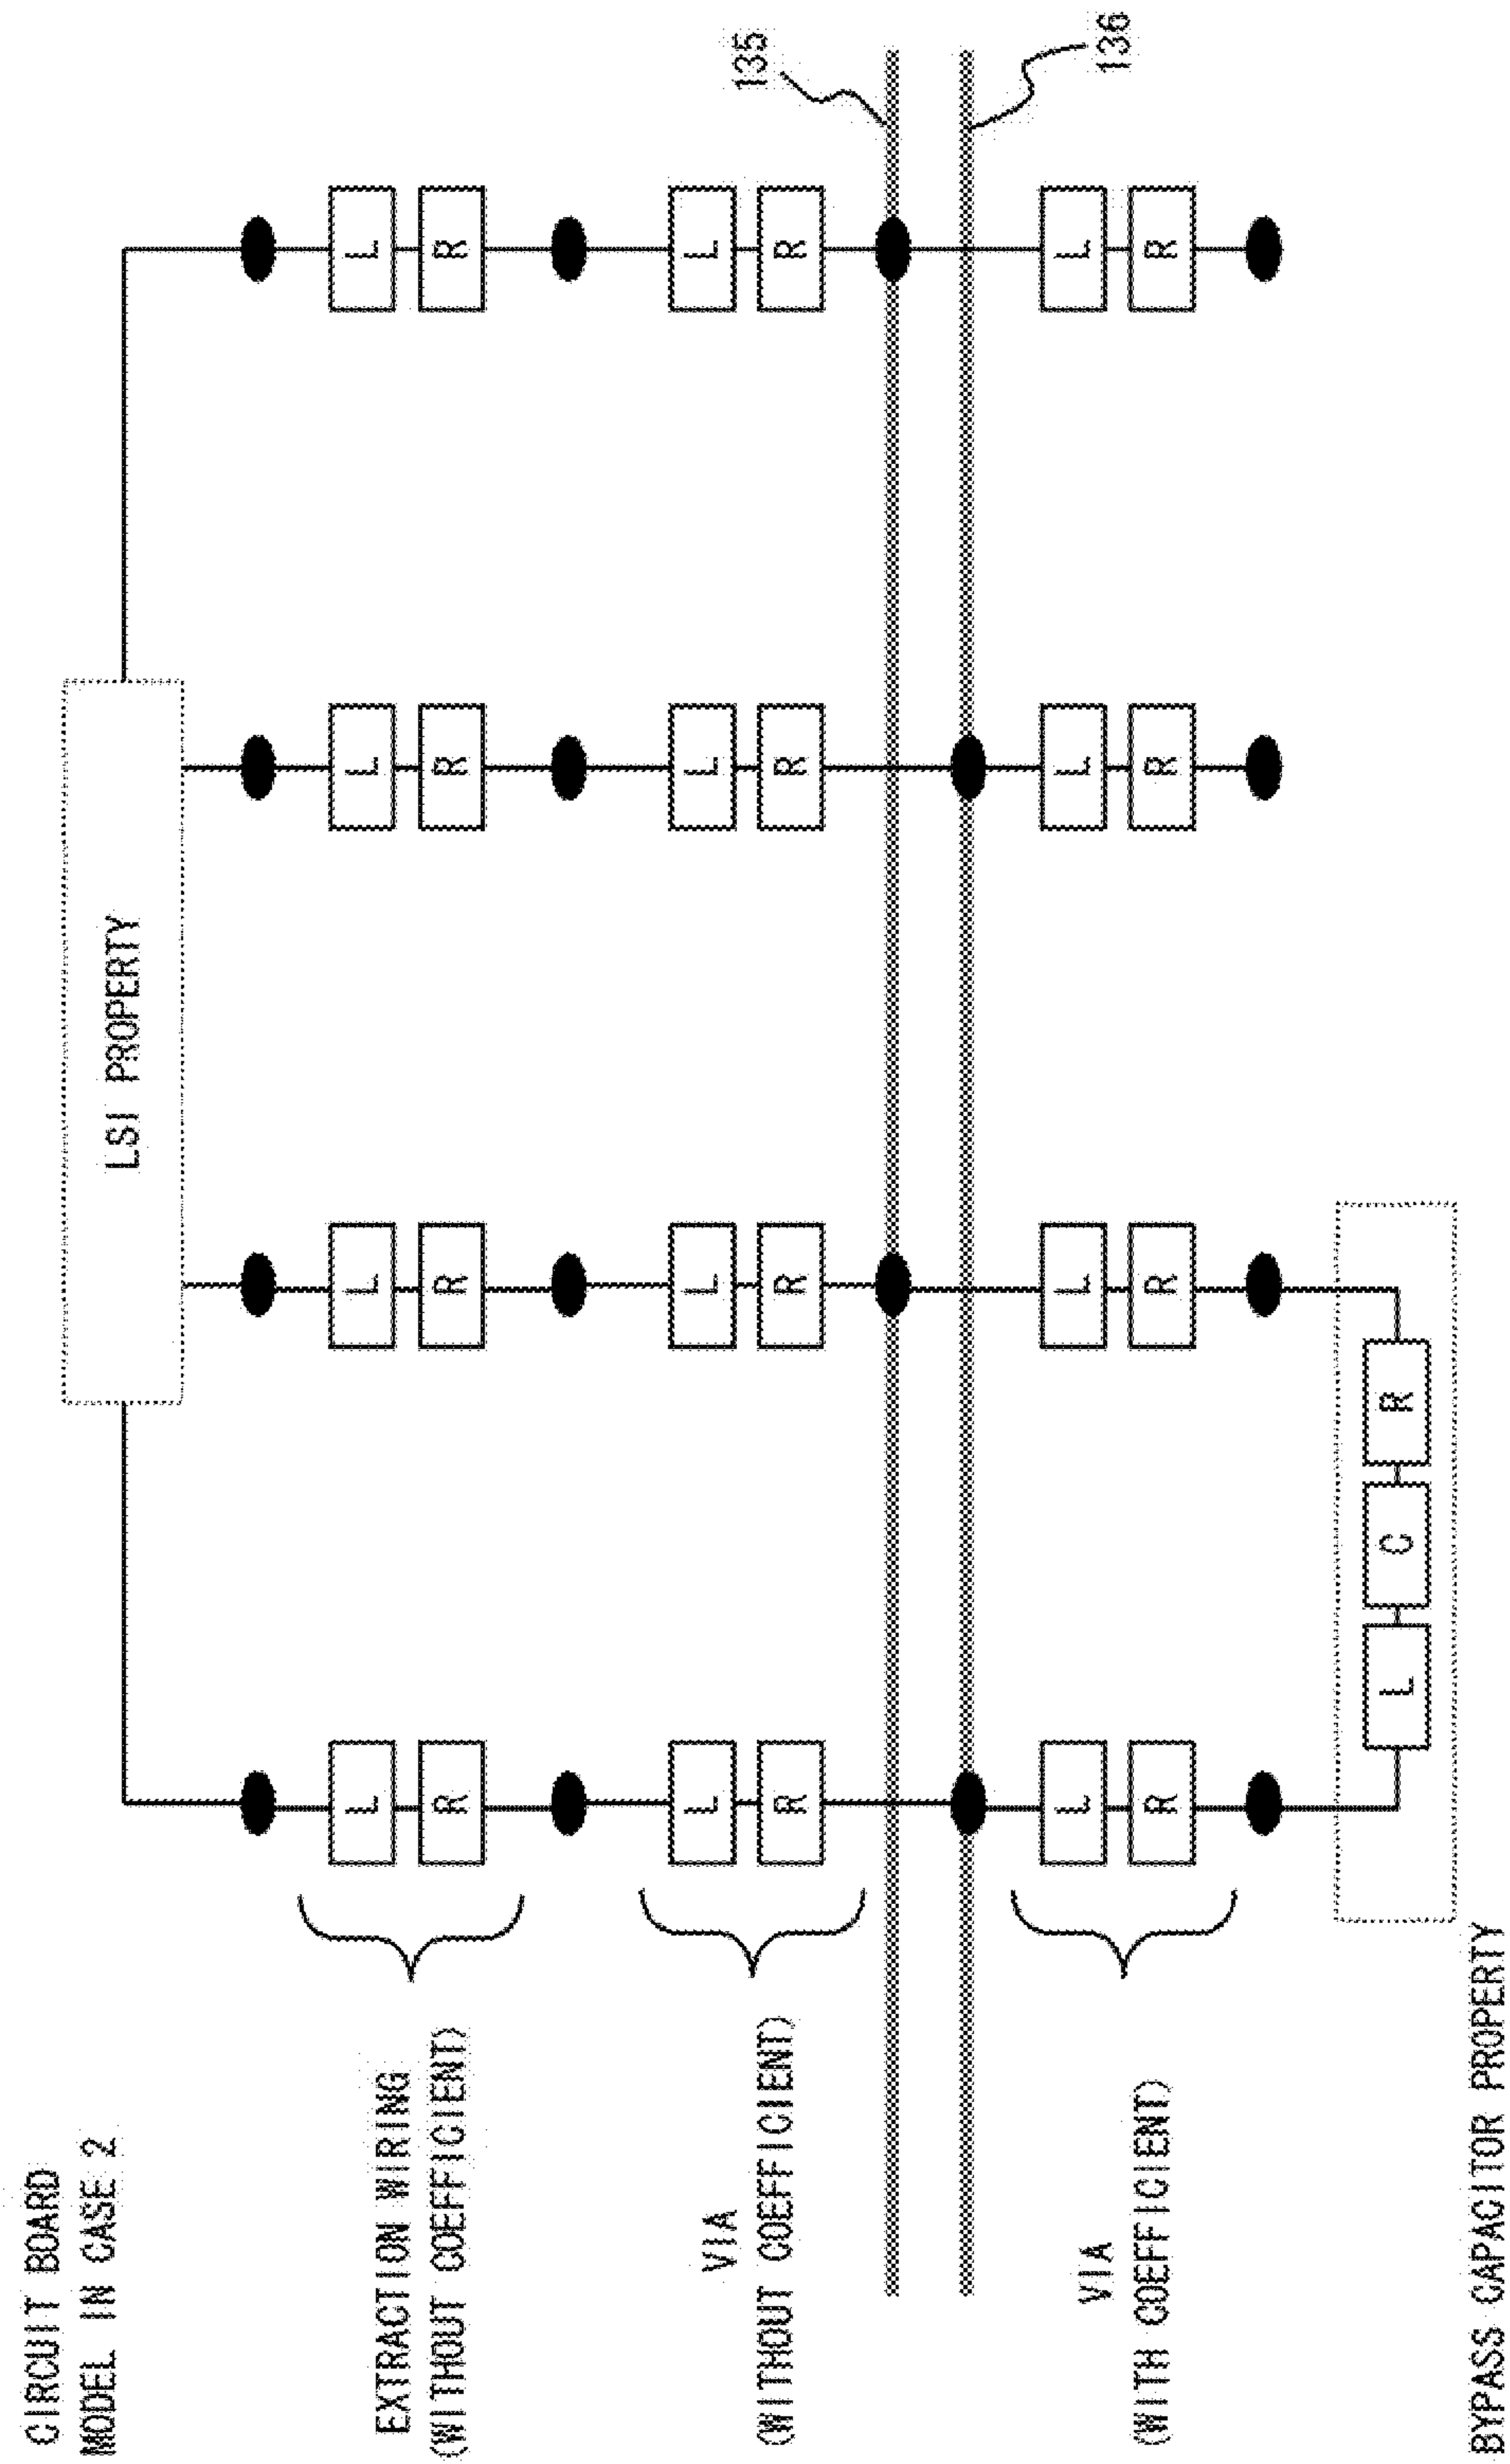 CIRCUIT BOARD
MODEL IN CASE 2
LSI PROPERTY
EXTRACTION WIRING
(WITHOUT COEFFICIENT)
L L L L
R R R R
VIA
(WITHOUT COEFFICIENT)
L L L L
R R R R
135
136
VIA
(WITH COEFFICIENT)
L L L L
R R R R
L C R
BYPASS CAPACITOR PROPERTY